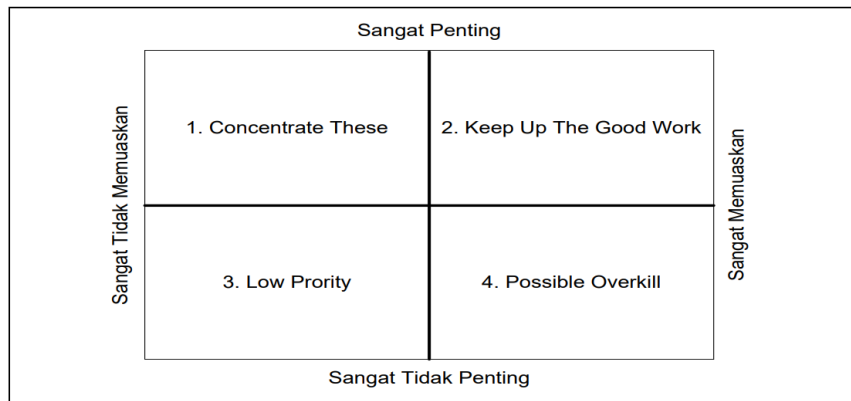 Sangat Penting
Sangat Tidak Memuaskan
1. Concentrate These
2. Keep Up The Good Work
Sangat Memuaskan
3. Low Prority
4. Possible Overkill
Sangat Tidak Penting